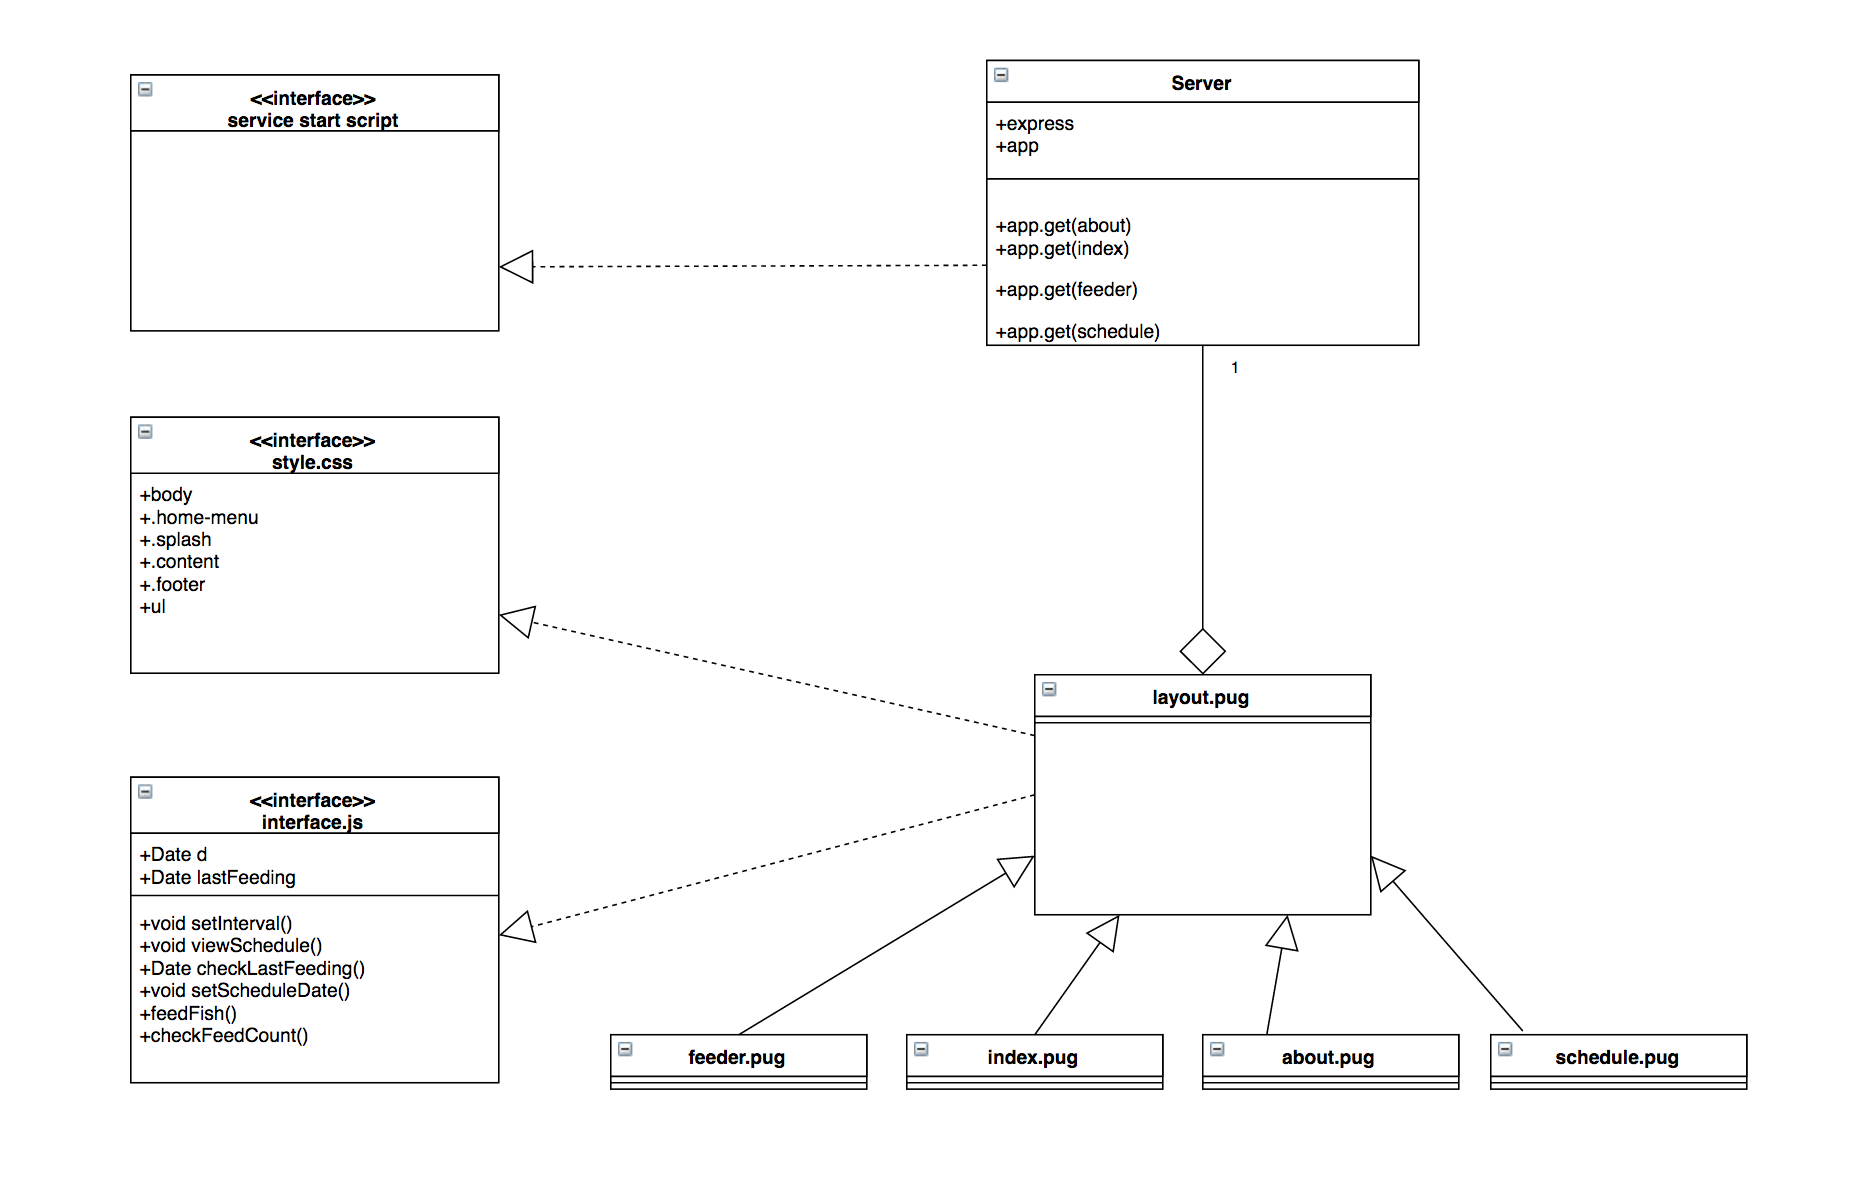 <<interface>>
service start script
Server
+express
+app
+app.get(about)
+app.get(index)
+app.get(feeder)
+app.get(schedule)
1
<<interface>>
style.css
+body
+.home-menu
+.splash
+.content
+.footer
+ul
layout.pug
<<interface>>
interface.js
+Date d
+Date lastFeeding
+void setInterval()
+void viewSchedule()
+Date checkLastFeeding()
+void setScheduleDate()
+feedFish()
+checkFeedCount()
feeder.pug
index.pug
about.pug
schedule.pug